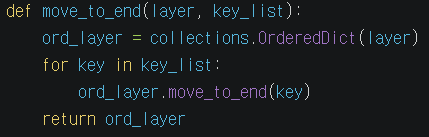 def move_to_end(layer, key_list):
    ord_layer = collections.OrderedDict(layer)
    for key in key_list:
        ord_layer.move_to_end(key)
    return ord_layer